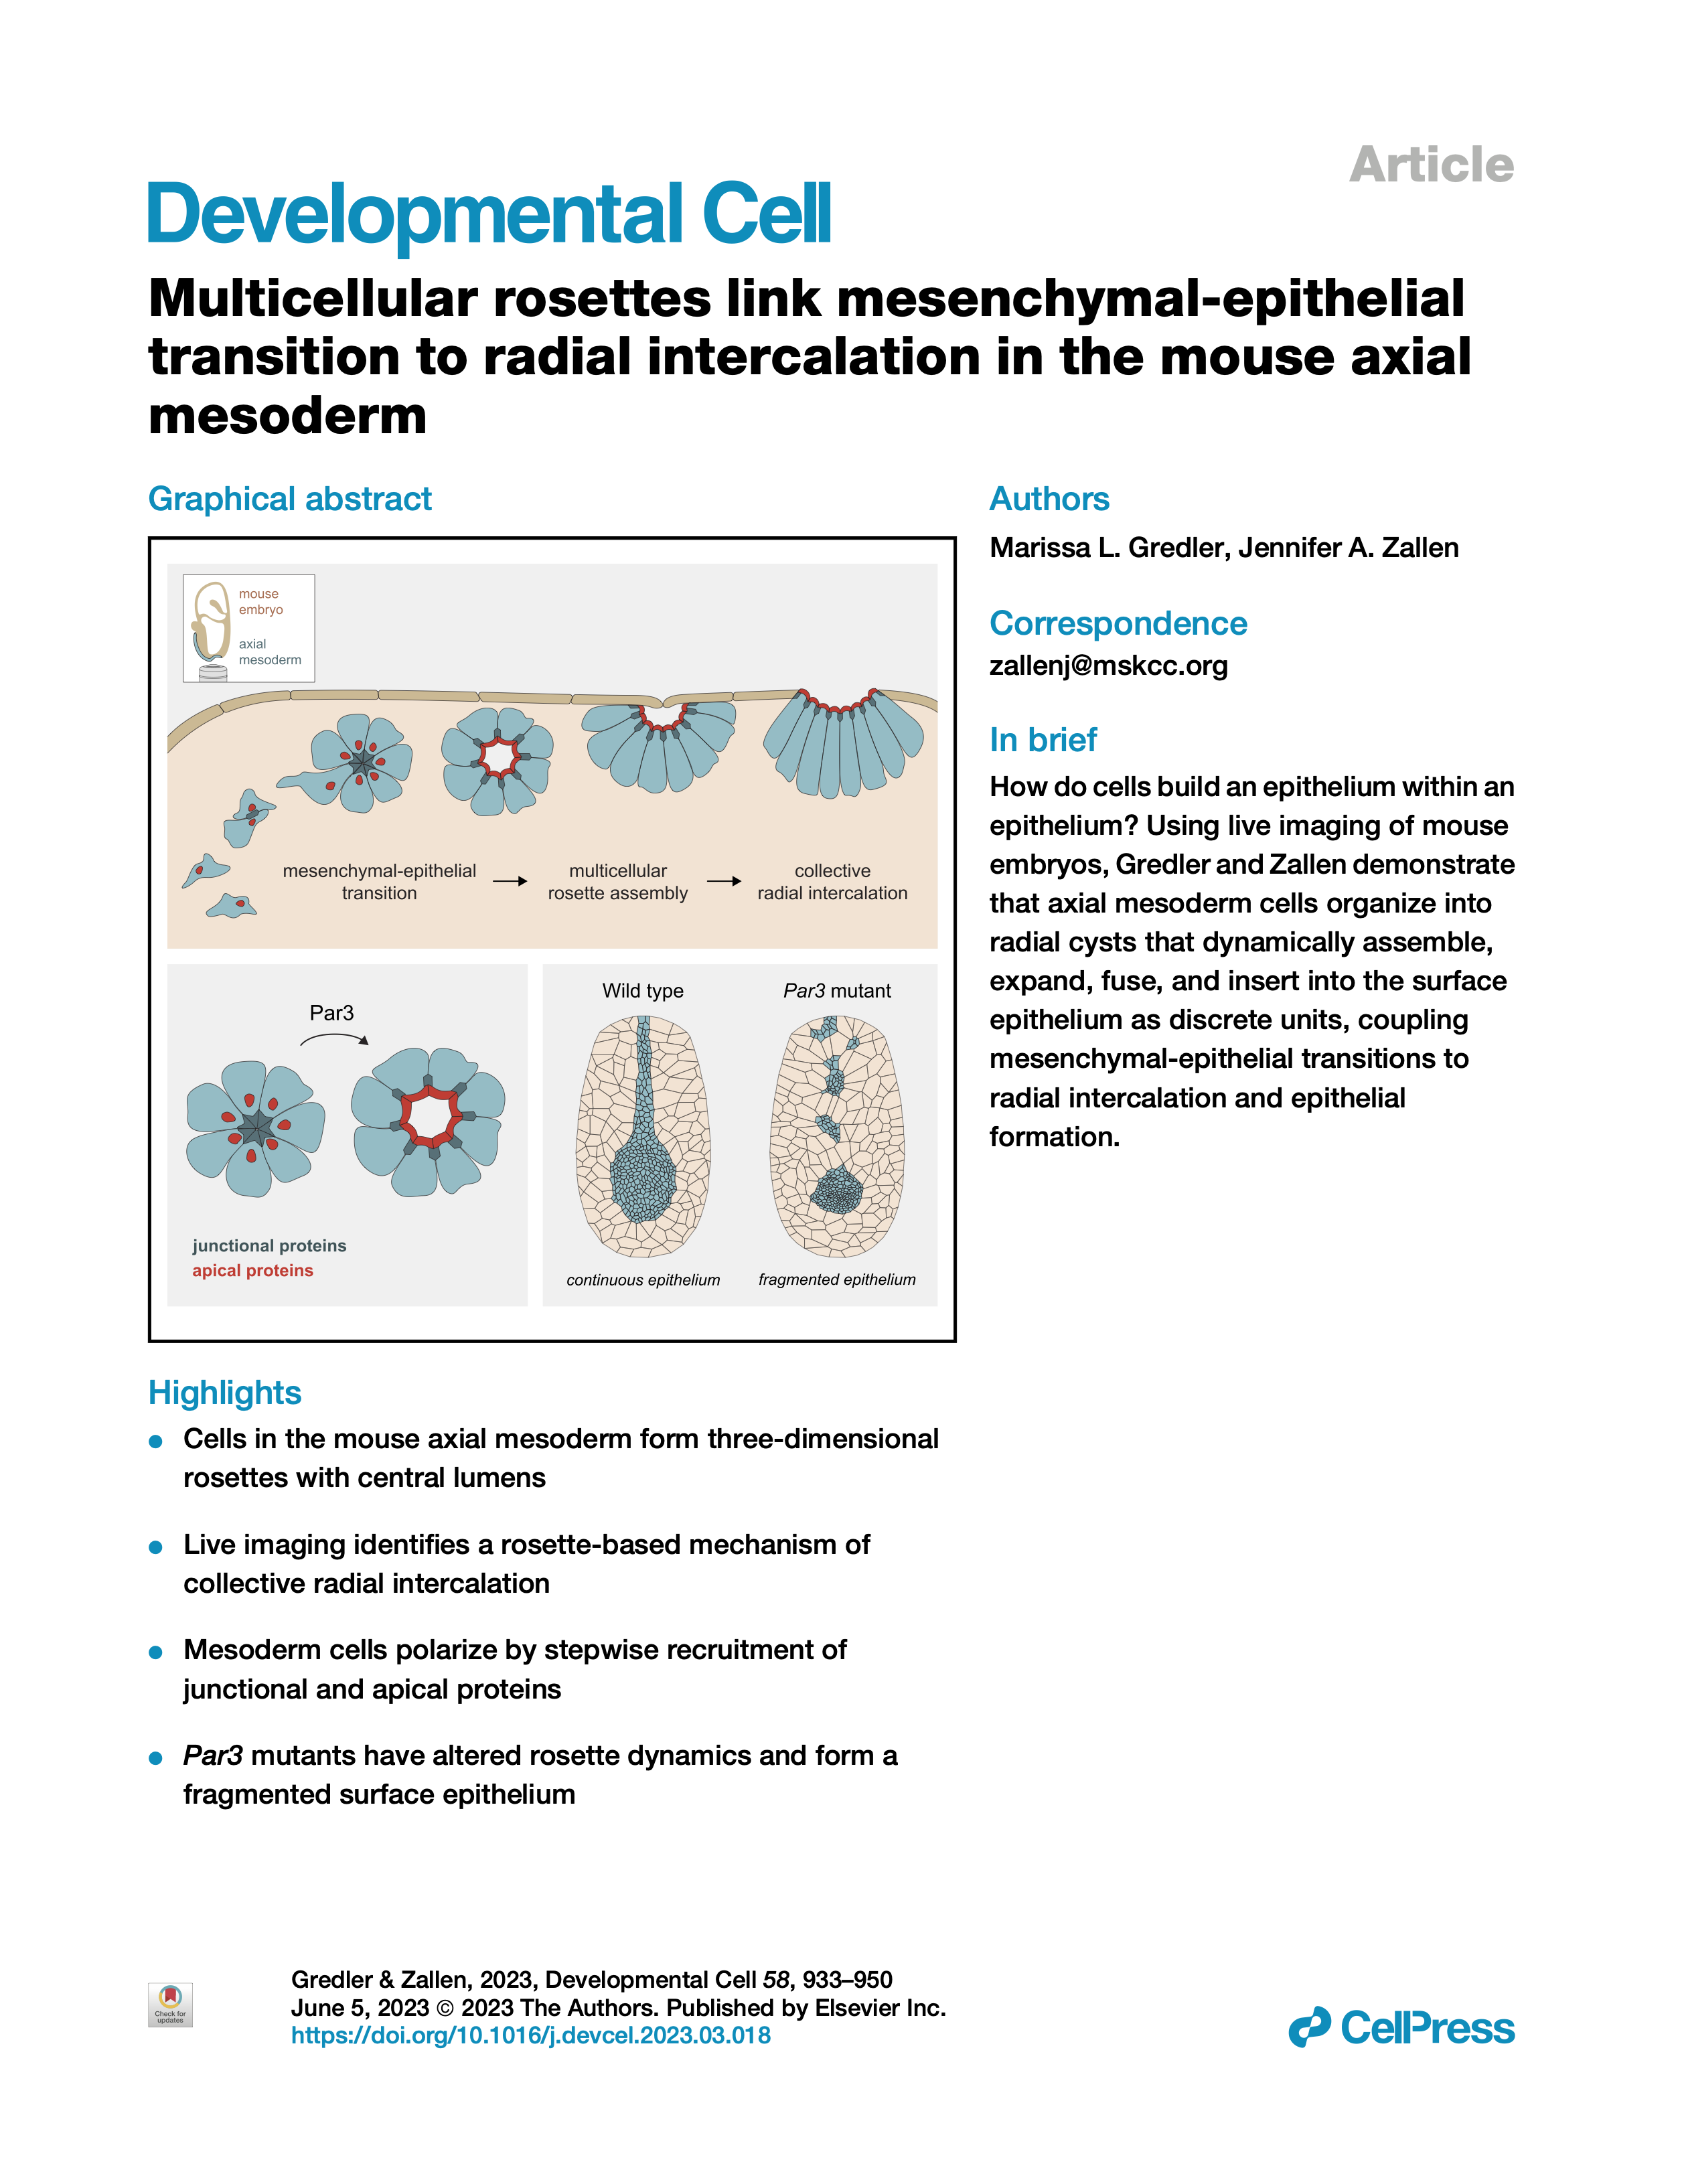 Article
Developmental Cell
Multicellular rosettes link mesenchymal-epithelial
transition to radial intercalation in the mouse axial
mesoderm
Graphical abstract
mouse
embryo
axial
mesoderm
mesenchymal-epithelial
transition
multicellular
rosette assembly
collective
radial intercalation
Par3
junctional proteins
apical proteins
Wild type
Par3 mutant
continuous epithelium
fragmented epithelium
Authors
Marissa L. Gredler, Jennifer A. Zallen
Correspondence
zallenj@mskcc.org
In brief
How do cells build an epithelium within an
epithelium? Using live imaging of mouse
embryos, Gredler and Zallen demonstrate
that axial mesoderm cells organize into
radial cysts that dynamically assemble,
expand, fuse, and insert into the surface
epithelium as discrete units, coupling
mesenchymal-epithelial transitions to
radial intercalation and epithelial
formation.
Highlights
● Cells in the mouse axial mesoderm form three-dimensional
rosettes with central lumens
● Live imaging identifies a rosette-based mechanism of
collective radial intercalation
● Mesoderm cells polarize by stepwise recruitment of
junctional and apical proteins
● Par3 mutants have altered rosette dynamics and form a
fragmented surface epithelium
Check for
updates
Gredler & Zallen, 2023, Developmental Cell 58, 933–950
June 5, 2023 © 2023 The Authors. Published by Elsevier Inc.
https://doi.org/10.1016/j.devcel.2023.03.018
CellPress